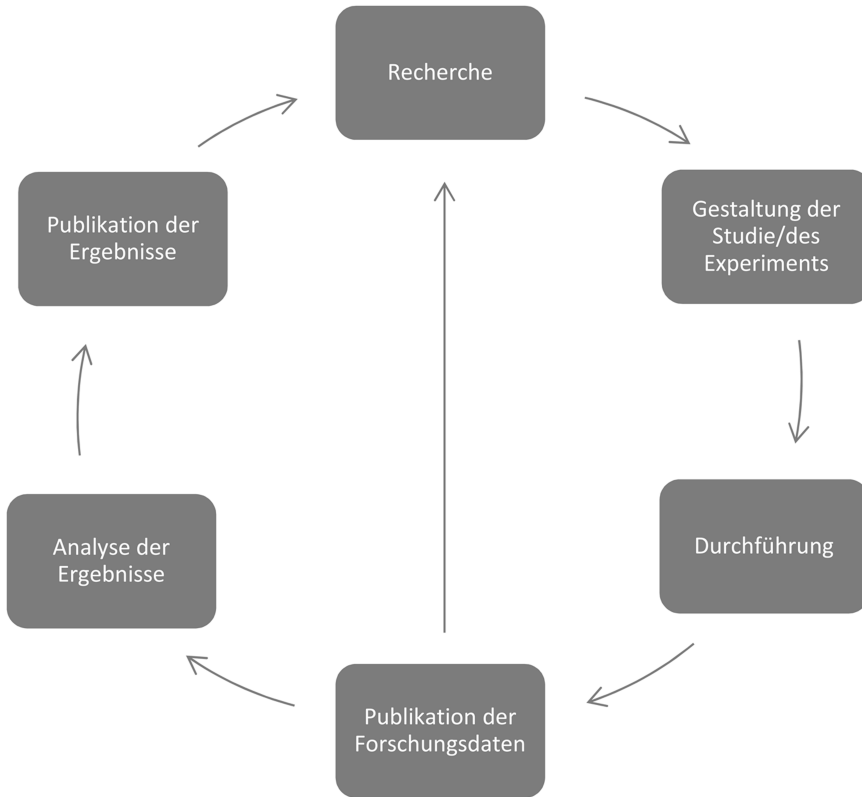 Recherche
Gestaltung der
Studie/des
Experiments
Durchführung
Publikation der
Forschungsdaten
Analyse der
Ergebnisse
Publikation der
Ergebnisse